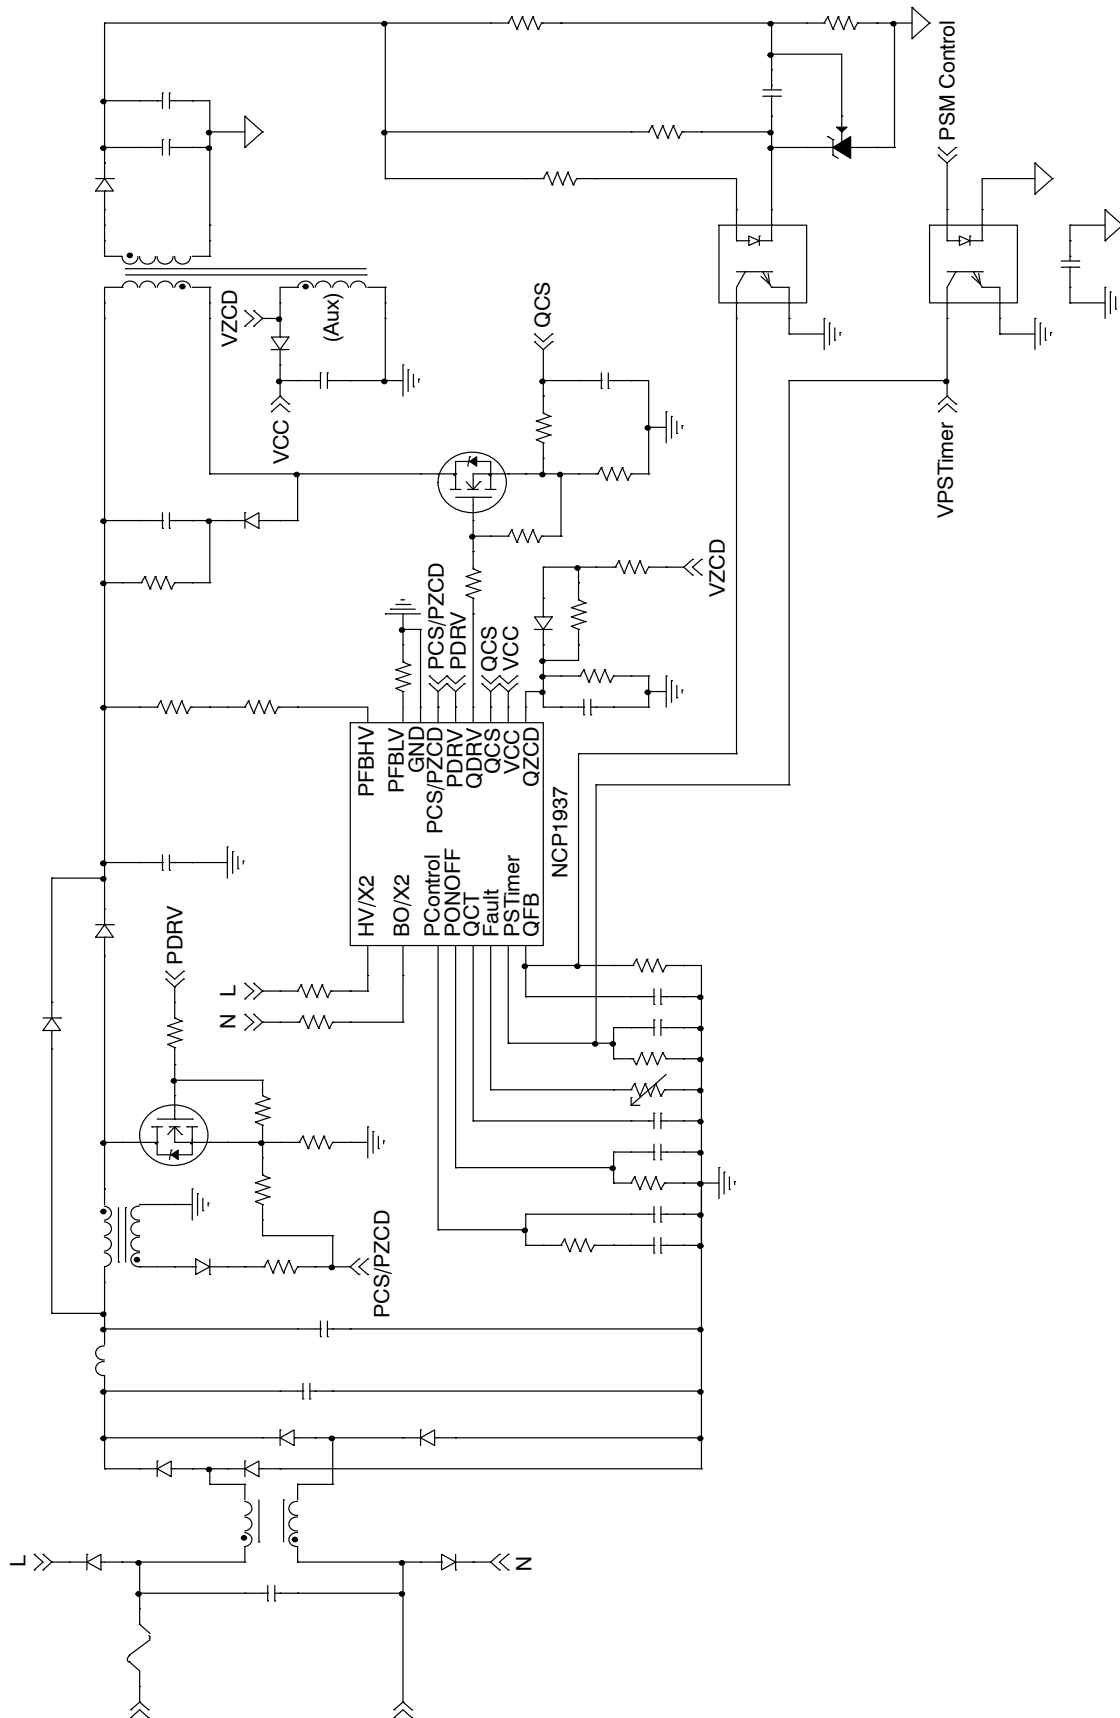 L
N
PCS/PZCD
PDRV
L
N
HV/X2
BO/X2
PControl
PONOFF
QCT
Fault
PSTimer
QFB
PFBHV
PFBLV
GND
PCS/PZCD
PDRV
QDRV
QCS
VCC
QZCD
NCP1937
PCS/PZCD
PDRV
QCS
VCC
VZCD
VCC
VZCD
(Aux)
QCS
VPSTimer
PSM Control